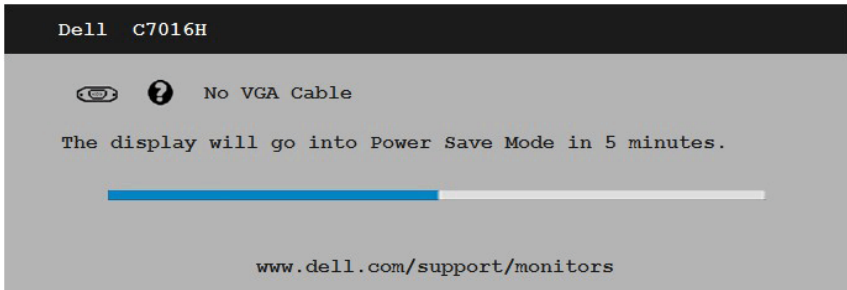 Dell C7016H
No VGA Cable
The display will go into Power Save Mode in 5 minutes.
www.dell.com/support/monitors